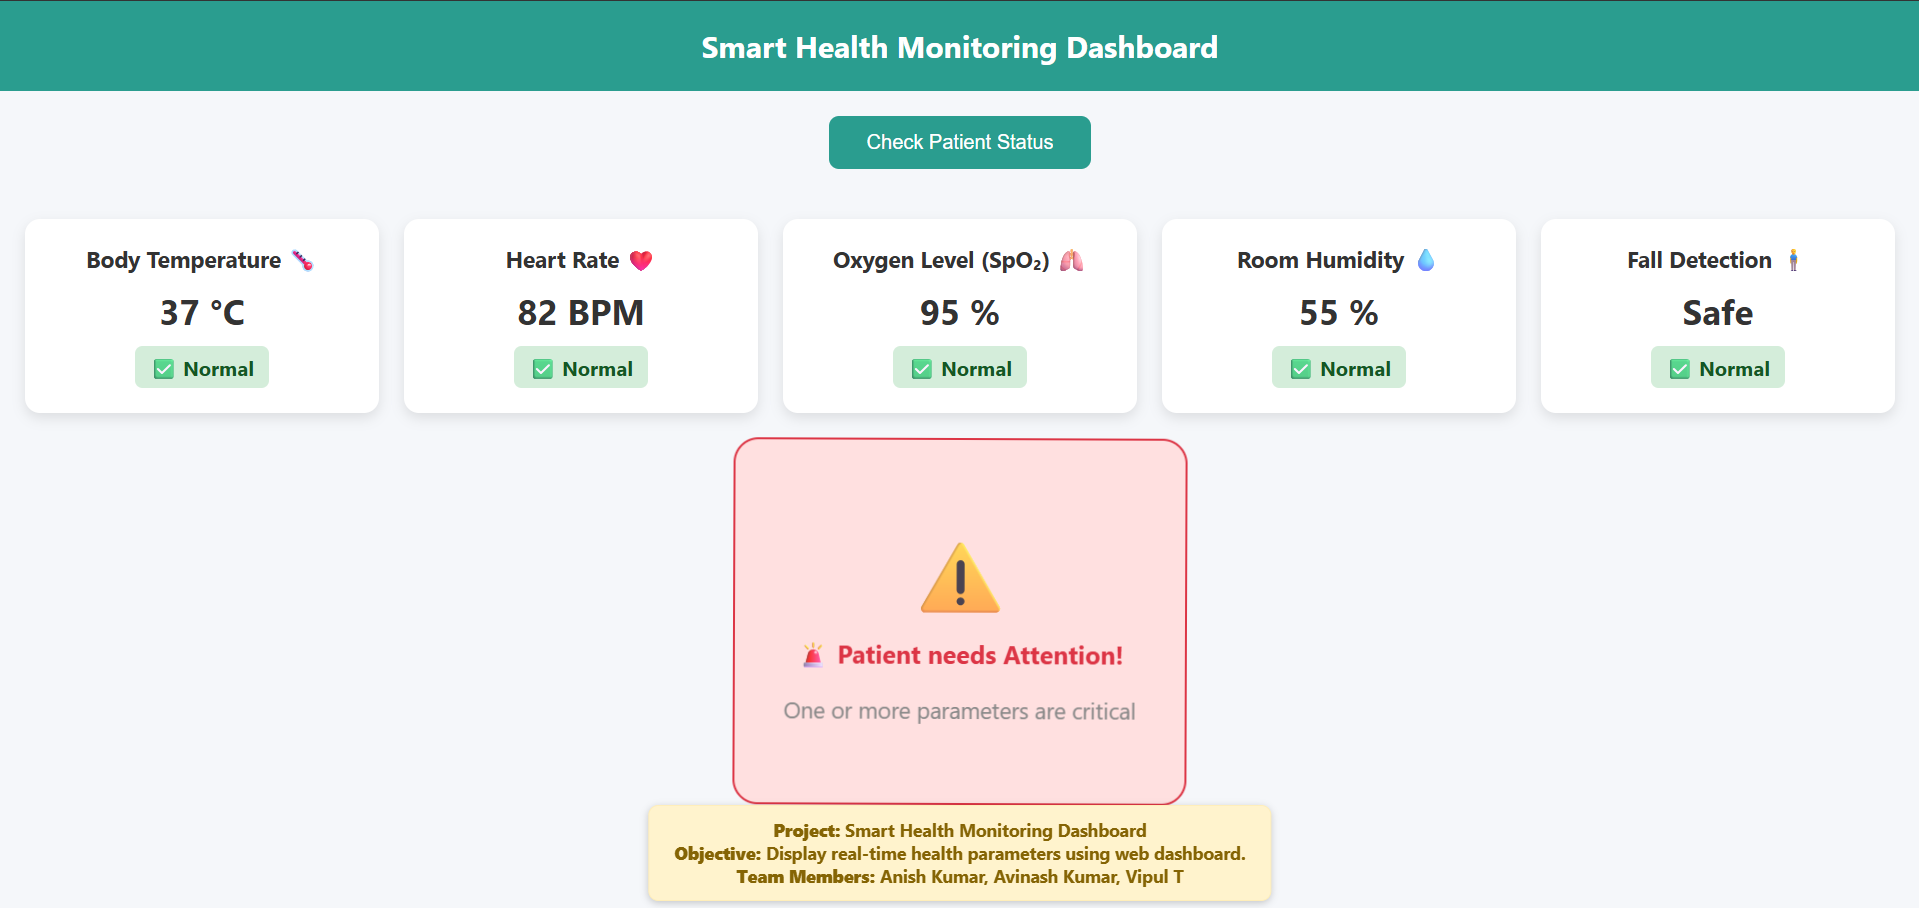 Smart Health Monitoring Dashboard
Check Patient Status
Body Temperature 🌡️
37 °C
✅ Normal
Heart Rate ❤️
82 BPM
✅ Normal
Oxygen Level (SpO₂) 🫁
95 %
✅ Normal
Room Humidity 💧
55 %
✅ Normal
Fall Detection 🧍
Safe
✅ Normal
⚠️
🚨 Patient needs Attention!
One or more parameters are critical
Project: Smart Health Monitoring Dashboard
Objective: Display real-time health parameters using web dashboard.
Team Members: Anish Kumar, Avinash Kumar, Vipul T